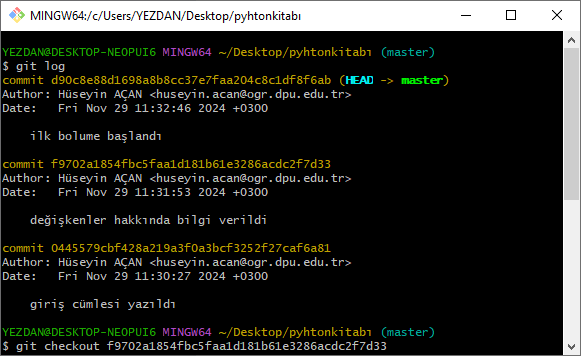 MINGW64:/c/Users/YEZDAN/Desktop/pyhtonkitabı
YEZDAN@DESKTOP-NEOPUI6 MINGW64 ~/Desktop/pyhtonkitabı (master)
$ git log
commit d90c8e88d1698a8b8cc37e7faa204c8c1df8f6ab (HEAD -> master)
Author: Hüseyin AÇAN <huseyin.acan@ogr.dpu.edu.tr>
Date:   Fri Nov 29 11:32:46 2024 +0300
ilk bolume başlandı
commit f9702a1854fbc5faa1d181b61e3286acdc2f7d33
Author: Hüseyin AÇAN <huseyin.acan@ogr.dpu.edu.tr>
Date:   Fri Nov 29 11:31:53 2024 +0300
değişkenler hakkında bilgi verildi
commit 0445579cbf428a219a3f0a3bcf3252f27caf6a81
Author: Hüseyin AÇAN <huseyin.acan@ogr.dpu.edu.tr>
Date:   Fri Nov 29 11:30:27 2024 +0300
giriş cümlesi yazıldı
YEZDAN@DESKTOP-NEOPUI6 MINGW64 ~/Desktop/pyhtonkitabı (master)
$ git checkout f9702a1854fbc5faa1d181b61e3286acdc2f7d33